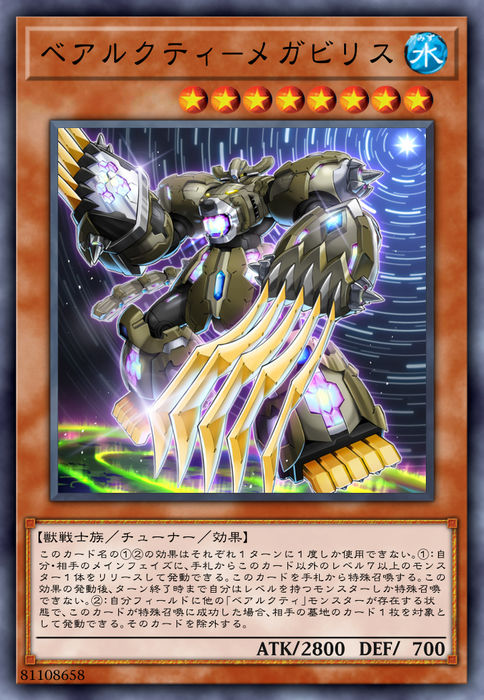 ベアルクティ－メガビリス
みず
水
【獣戦士族／チューナー／効果】
このカード名の①②の効果はそれぞれ１ターンに１度しか使用できない。①：自
分・相手のメインフェイズに、手札からこのカード以外のレベル７以上のモンス
ター１体をリリースして発動できる。このカードを手札から特殊召喚する。この
効果の発動後、ターン終了時まで自分はレベルを持つモンスターしか特殊召喚
できない。②：自分フィールドに他の「ベアルクティ」モンスターが存在する状
態で、このカードが特殊召喚に成功した場合、相手の墓地のカード１枚を対象と
して発動できる。そのカードを除外する。
ATK/2800 DEF/ 700
81108658